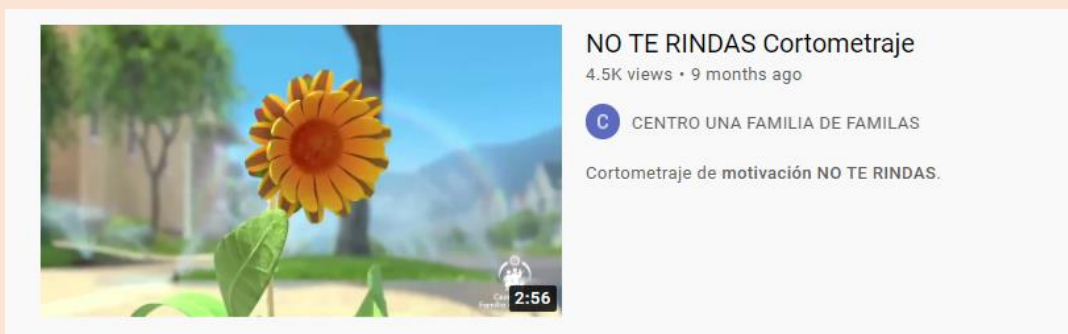 NO TE RINDAS Cortometraje
4.5K views • 9 months ago
C CENTRO UNA FAMILIA DE FAMILAS
Cortometraje de motivación NO TE RINDAS.
2:56